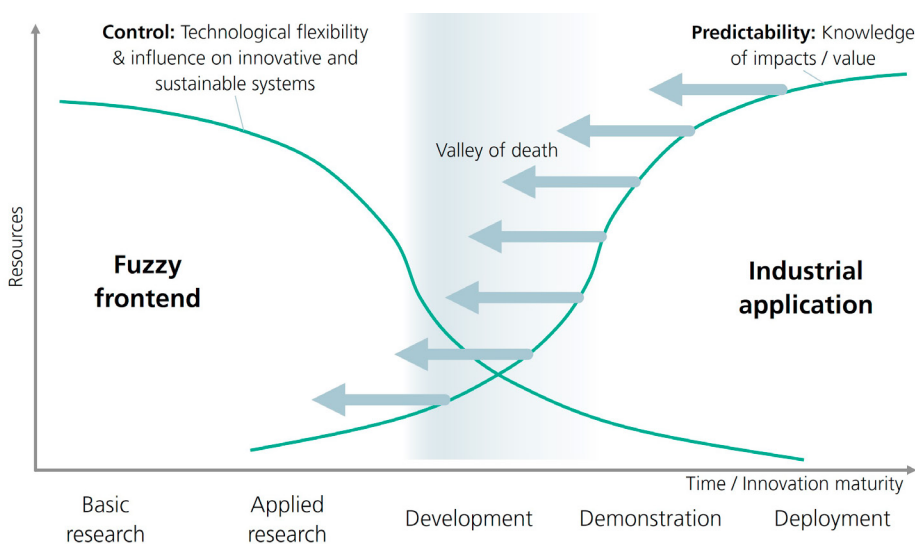 Control: Technological flexibility
& influence on innovative and
sustainable systems
Predictability: Knowledge
of impacts / value
Valley of death
Resources
Fuzzy
frontend
Industrial
application
Time / Innovation maturity
Basic
research
Applied
research
Development
Demonstration
Deployment